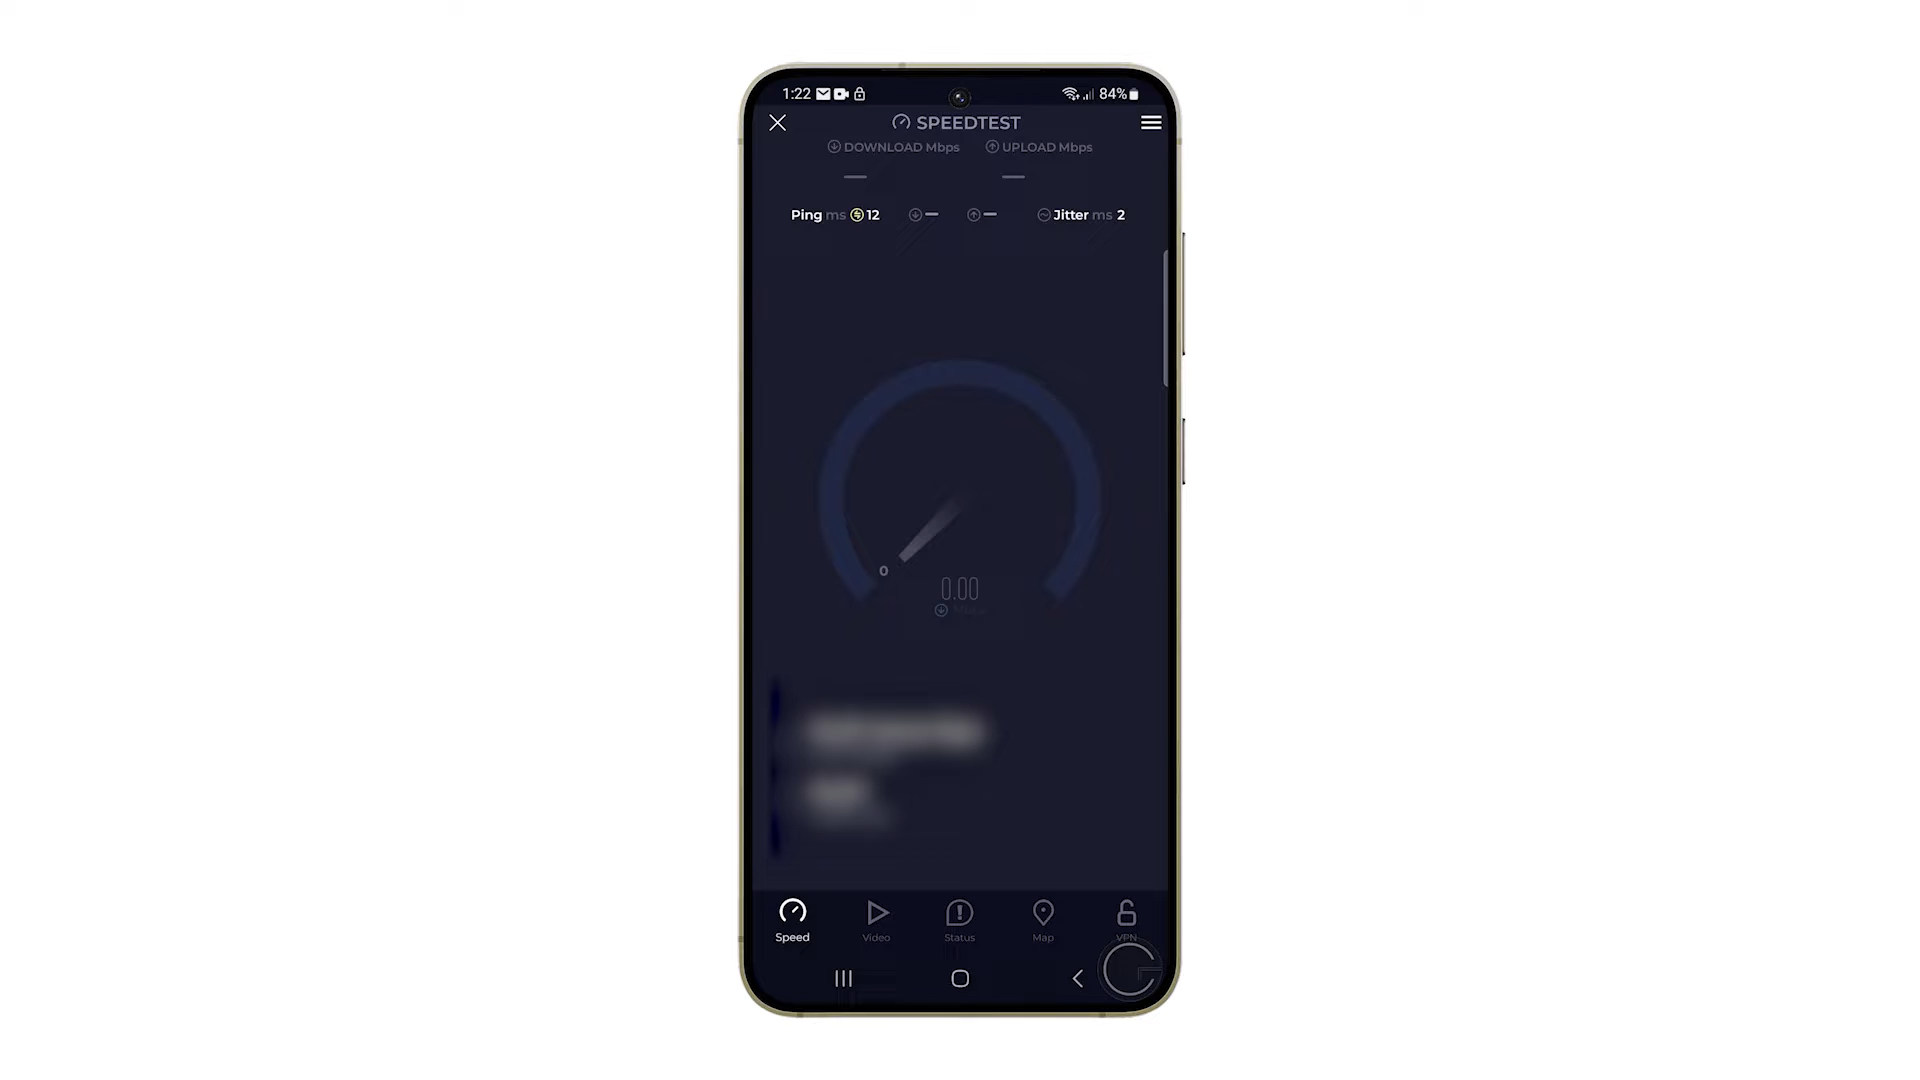 1:22 84%
SPEEDTEST
DOWNLOAD Mbps UPLOAD Mbps
Ping ms 12 Jitter ms 2
0
0.00
Speed Video Status Map VPN